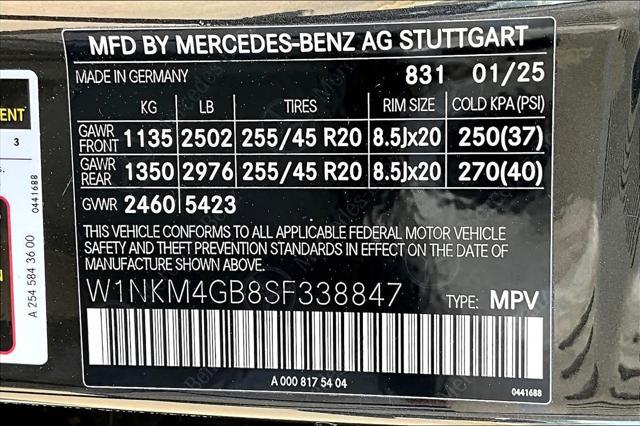 MFD BY MERCEDES-BENZ AG STUTTGART
MADE IN GERMANY 831 01/25
KG LB TIRES RIM SIZE COLD KPA (PSI)
GAWR FRONT 1135 2502 255/45 R20 8.5Jx20 250(37)
GAWR REAR 1350 2976 255/45 R20 8.5Jx20 270(40)
GVWR 2460 5423
THIS VEHICLE CONFORMS TO ALL APPLICABLE FEDERAL MOTOR VEHICLE
SAFETY AND THEFT PREVENTION STANDARDS IN EFFECT ON THE DATE OF
MANUFACTURE SHOWN ABOVE.
W1NKM4GB8SF338847 TYPE: MPV
A 000 817 54 04
0441688
ENT
3
s.
0441688
A 254 584 36 00